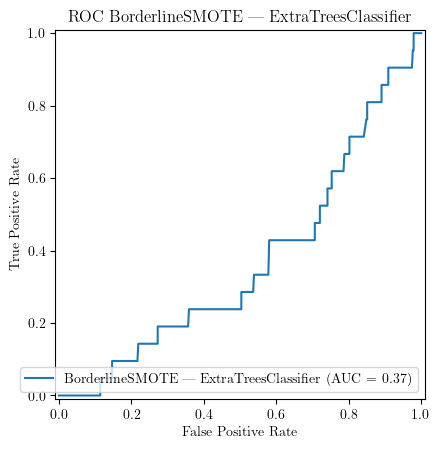 ROC BorderlineSMOTE — ExtraTreesClassifier
1.0
0.8
0.6
0.4
0.2
0.0
True Positive Rate
BorderlineSMOTE — ExtraTreesClassifier (AUC = 0.37)
0.0 0.2 0.4 0.6 0.8 1.0
False Positive Rate